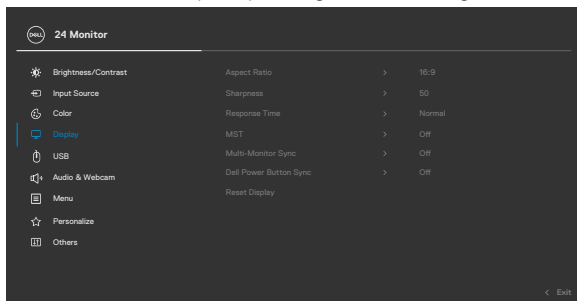 DELL 24 Monitor
Brightness/Contrast Aspect Ratio > 16:9
Input Source Sharpness > 50
Color Response Time > Normal
Display MST > Off
USB Multi-Monitor Sync > Off
Audio & Webcam Dell Power Button Sync > Off
Menu Reset Display
Personalize
Others
< Exit